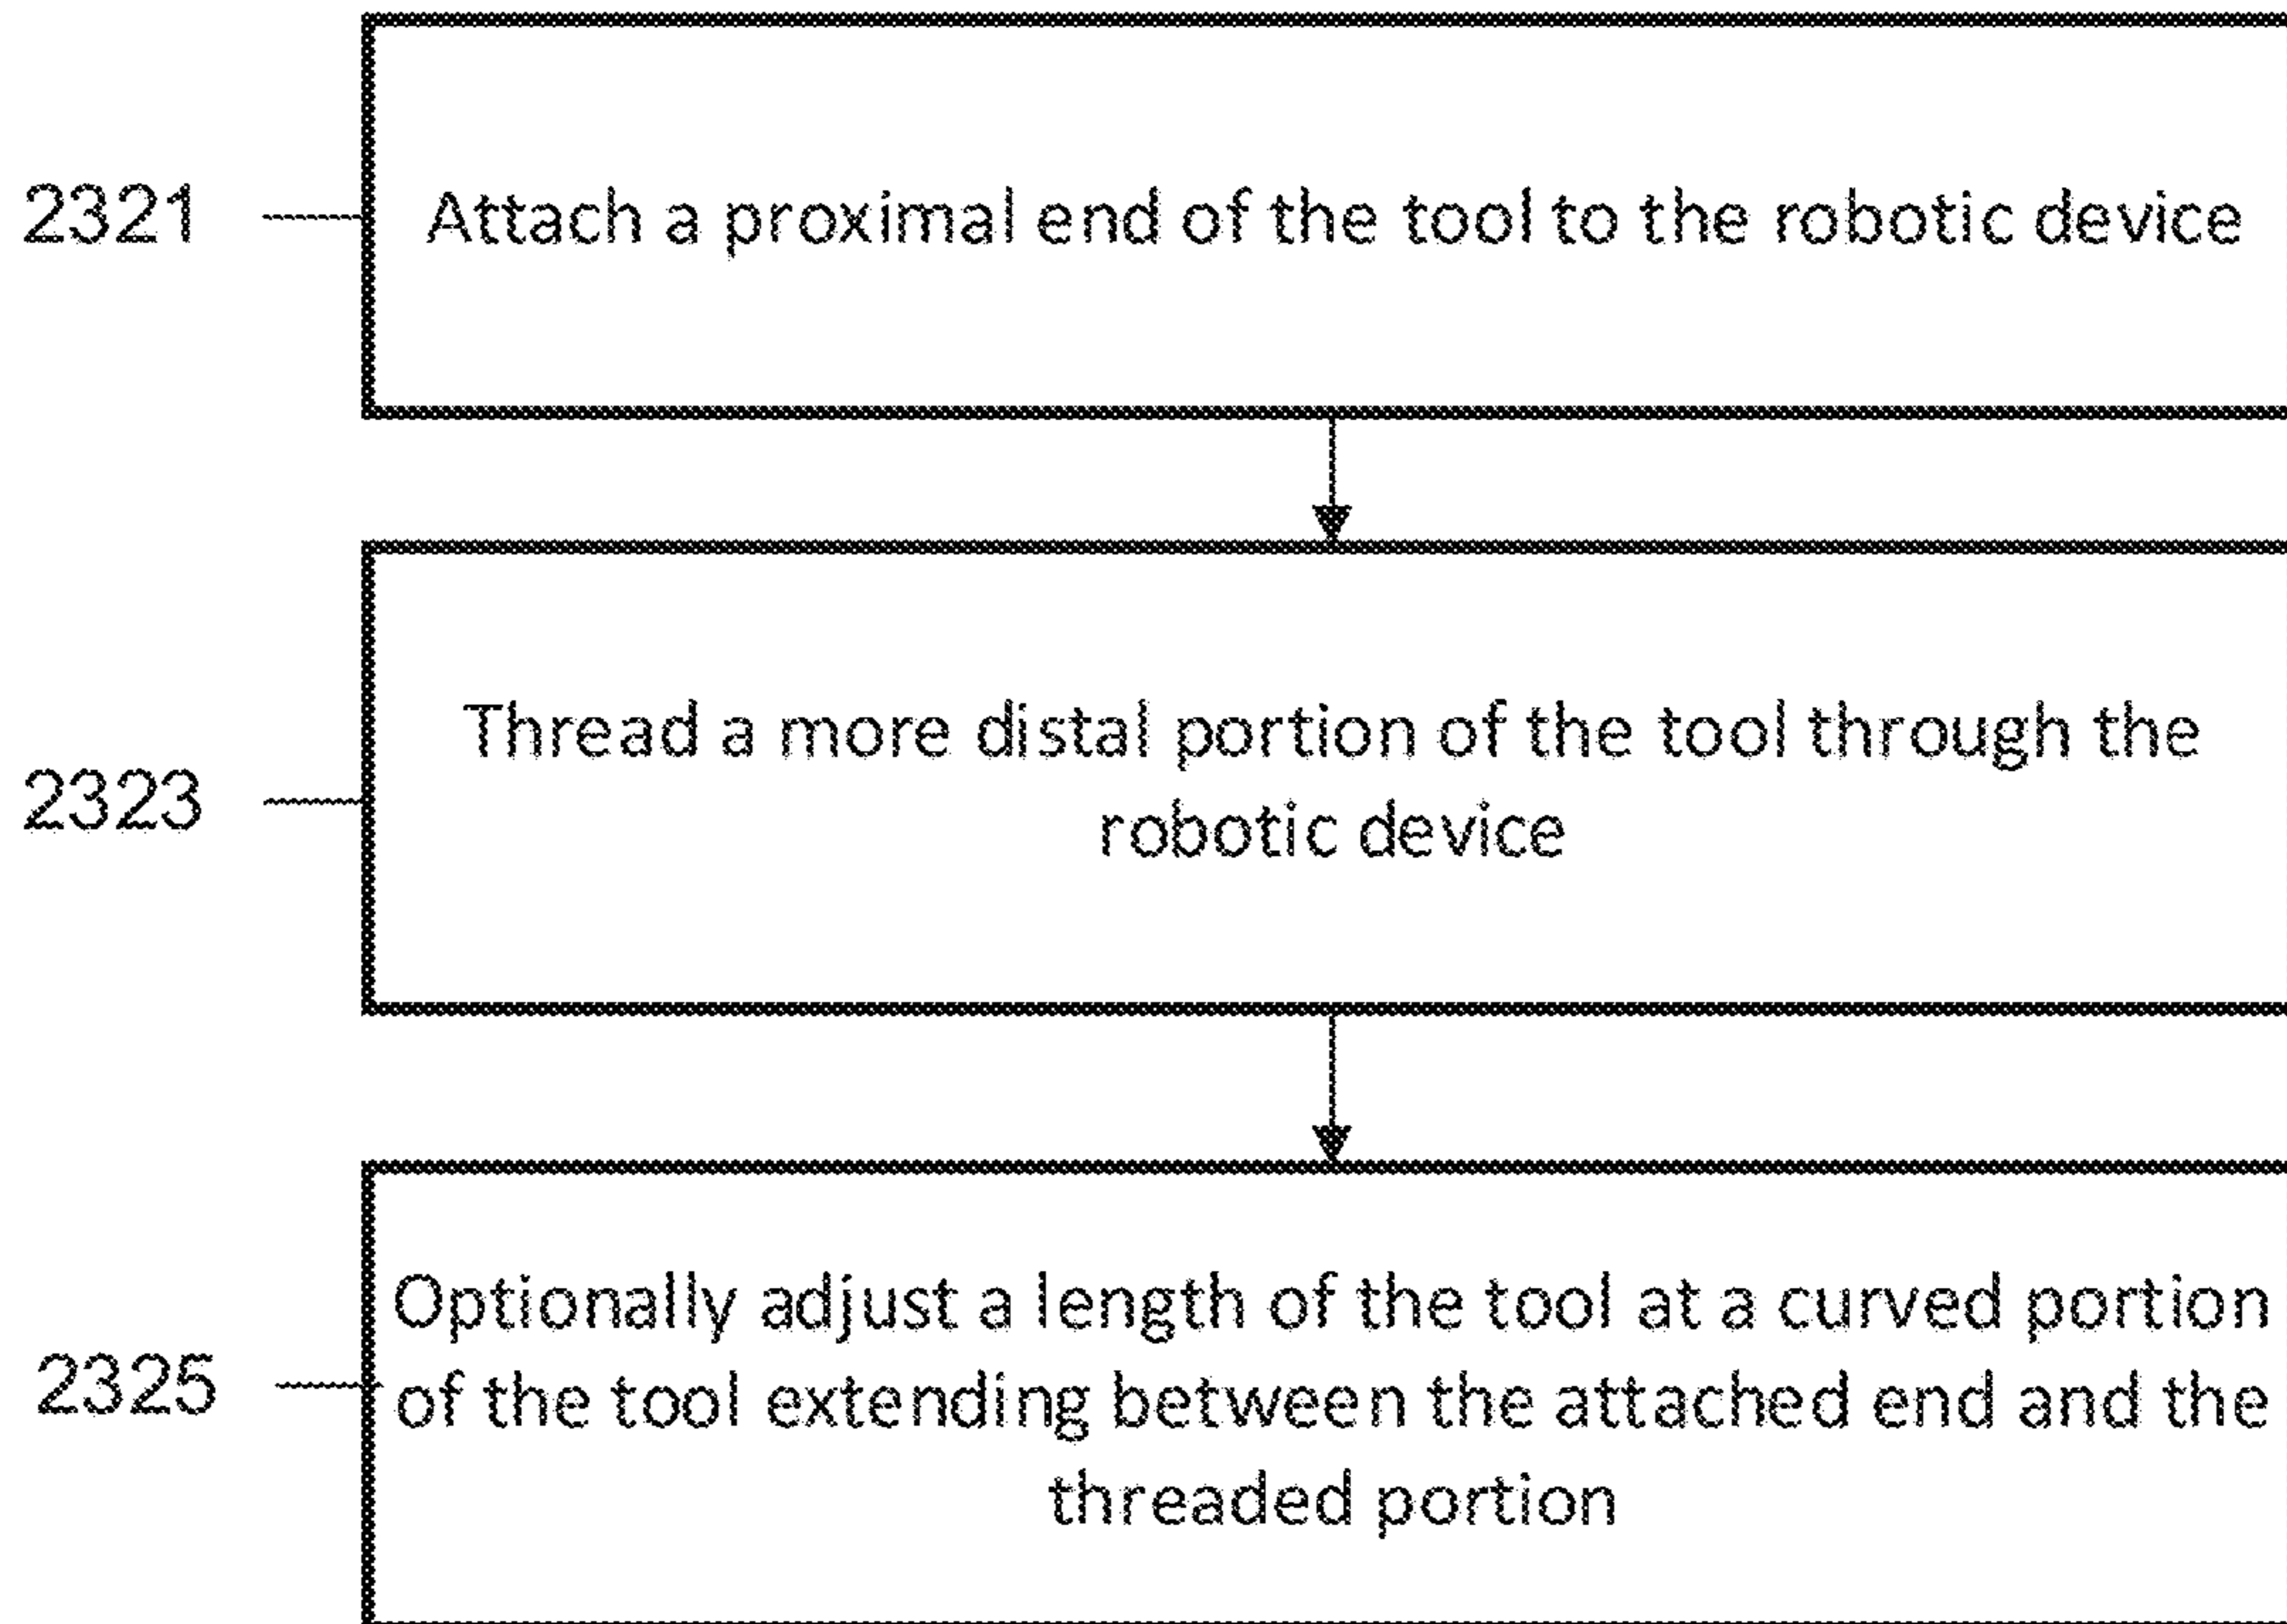 2321
Attach a proximal end of the tool to the robotic device
2323
Thread a more distal portion of the tool through the
robotic device
2325
Optionally adjust a length of the tool at a curved portion
of the tool extending between the attached end and the
threaded portion